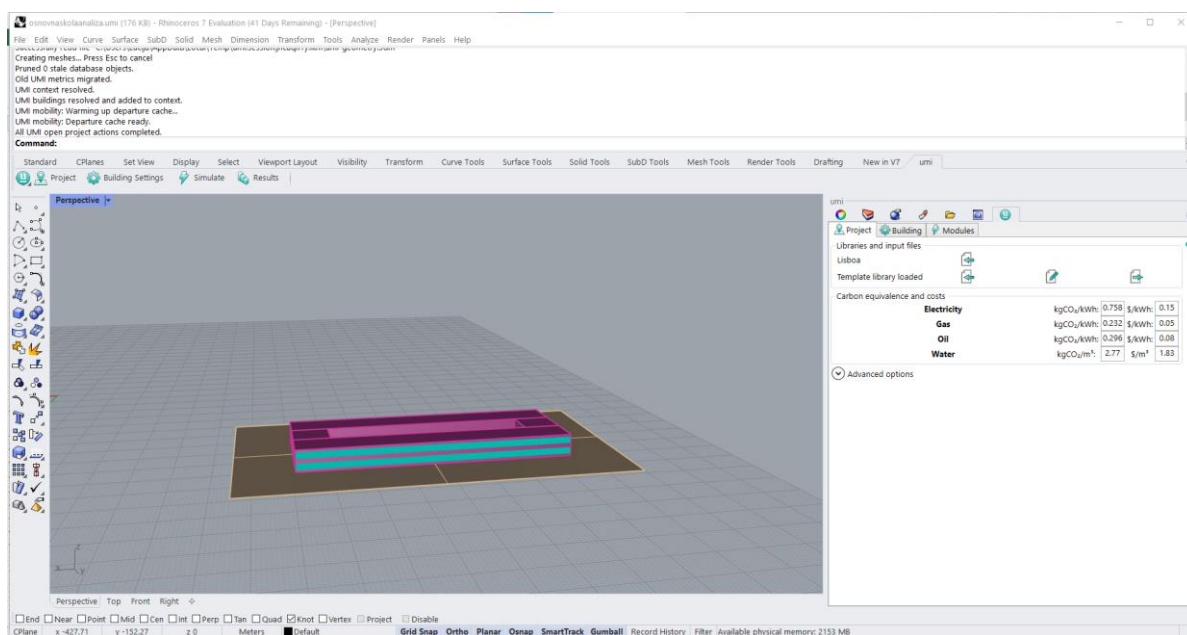 osnovnaskolaanaliza.umi (176 KB) - Rhinoceros 7 Evaluation (41 Days Remaining) - [Perspective]
File Edit View Curve Surface SubD Solid Mesh Dimension Transform Tools Analyze Render Panels Help
Creating meshes... Press Esc to cancel
Pruned 0 stale database objects.
Old UMI metrics migrated.
UMI context resolved.
UMI buildings resolved and added to context.
UMI mobility: Warming up departure cache...
UMI mobility: Departure cache ready.
All UMI open project actions completed.
Command:
Standard CPlanes Set View Display Select Viewport Layout Visibility Transform Curve Tools Surface Tools Solid Tools SubD Tools Mesh Tools Render Tools Drafting New in V7 umi
Project Building Settings Simulate Results
Perspective
umi
Project Building Modules
Libraries and input files
Lisboa
Template library loaded
Carbon equivalence and costs
Electricity kgCO₂/kWh: 0.758 $/kWh: 0.15
Gas kgCO₂/kWh: 0.232 $/kWh: 0.05
Oil kgCO₂/kWh: 0.296 $/kWh: 0.08
Water kgCO₂/m³: 2.77 $/m³ 1.83
Advanced options
z
x y
Perspective Top Front Right
End Near Point Mid Cen Int Perp Tan Quad Knot Vertex Project Disable
CPlane x -427.71 y -152.27 z 0 Meters Default Grid Snap Ortho Planar Osnap SmartTrack Gumball Record History Filter Available physical memory: 2153 MB